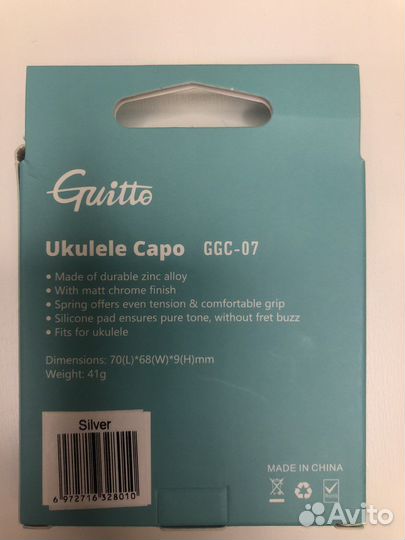 Guitto
Ukulele Capo GGC-07
• Made of durable zinc alloy
• With matt chrome finish
• Spring offers even tension & comfortable grip
• Silicone pad ensures pure tone, without fret buzz
• Fits for ukulele
Dimensions: 70(L)*68(W)*9(H)mm
Weight: 41g
Silver
6 972716 328010
MADE IN CHINA
RoHS
Avito